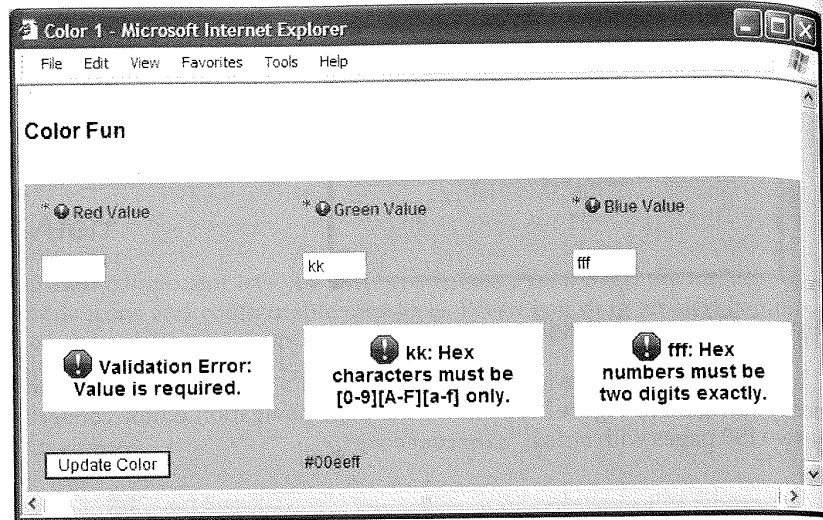 Color 1 - Microsoft Internet Explorer
File Edit View Favorites Tools Help
Color Fun
* Red Value
* Green Value
* Blue Value
kk
fff
Validation Error:
Value is required.
kk: Hex
characters must be
[0-9][A-F][a-f] only.
fff: Hex
numbers must be
two digits exactly.
Update Color
#00eeff